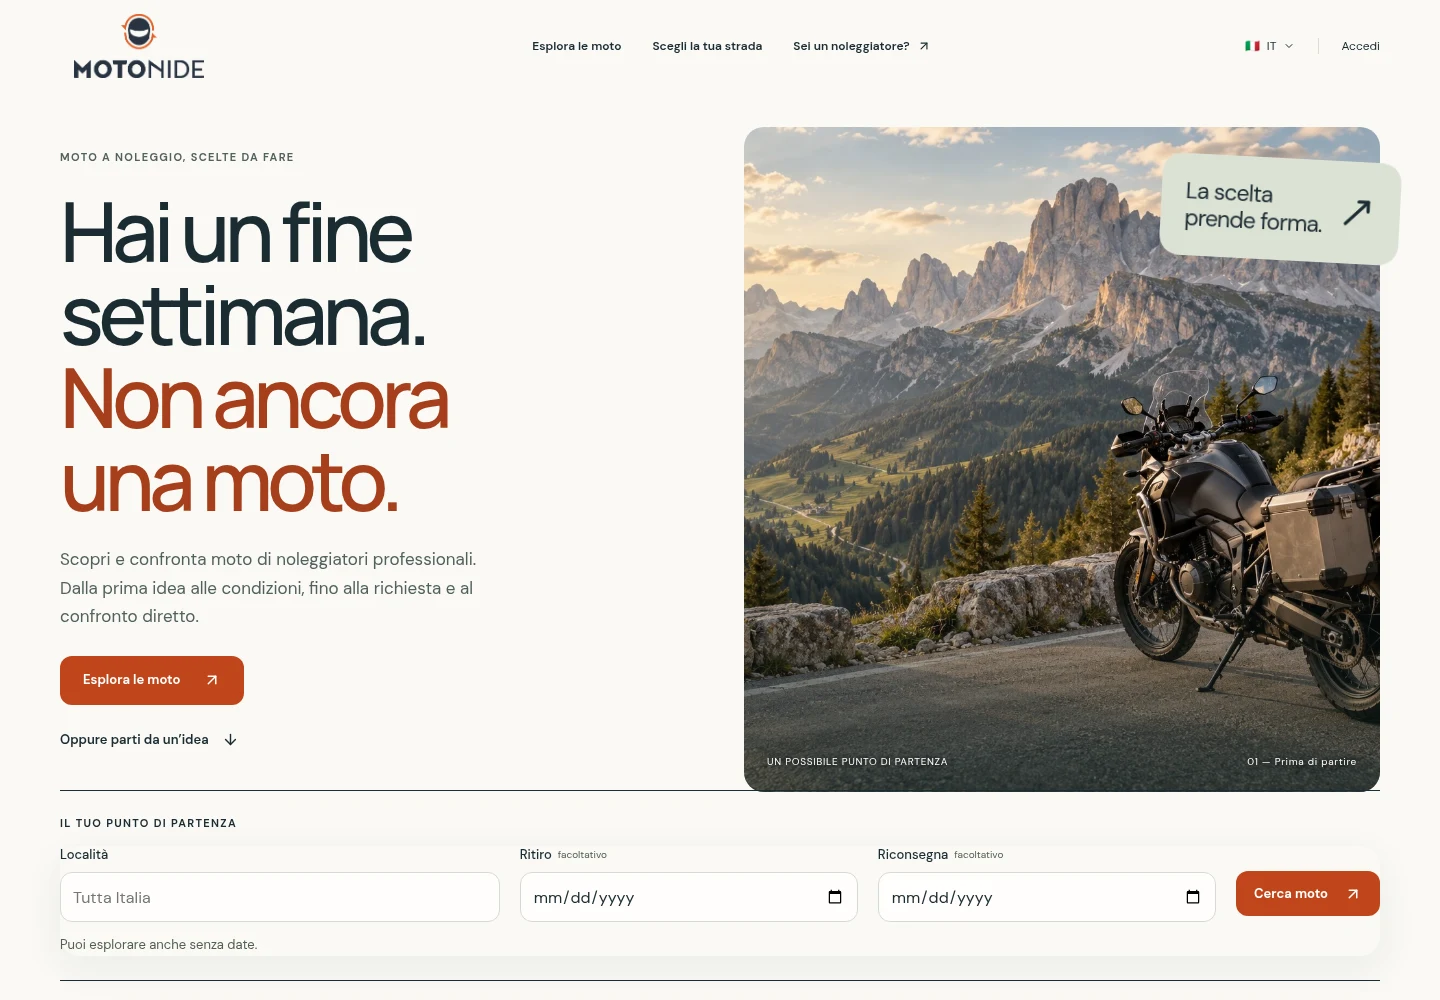 MOTONIDE
Esplora le moto
Scegli la tua strada
Sei un noleggiatore?
IT
Accedi
MOTO A NOLEGGIO, SCELTE DA FARE
Hai un fine
settimana.
Non ancora
una moto.
Scopri e confronta moto di noleggiatori professionali.
Dalla prima idea alle condizioni, fino alla richiesta e al
confronto diretto.
Esplora le moto
Oppure parti da un’idea
La scelta
prende forma.
UN POSSIBILE PUNTO DI PARTENZA
01 — Prima di partire
IL TUO PUNTO DI PARTENZA
Località
Tutta Italia
Ritiro facoltativo
mm/dd/yyyy
Riconsegna facoltativo
mm/dd/yyyy
Cerca moto
Puoi esplorare anche senza date.